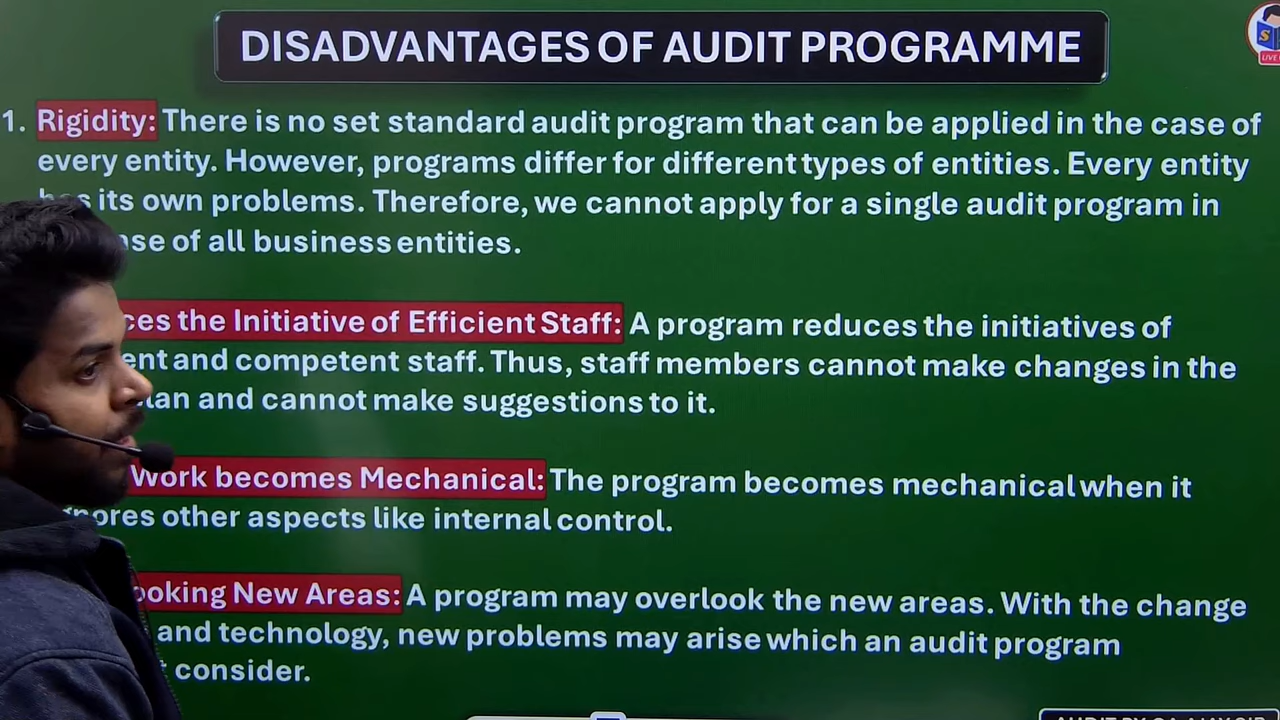 DISADVANTAGES OF AUDIT PROGRAMME
1. Rigidity: There is no set standard audit program that can be applied in the case of
every entity. However, programs differ for different types of entities. Every entity
its own problems. Therefore, we cannot apply for a single audit program in
of all business entities.
the Initiative of Efficient Staff: A program reduces the initiatives of
and competent staff. Thus, staff members cannot make changes in the
and cannot make suggestions to it.
Work becomes Mechanical: The program becomes mechanical when it
other aspects like internal control.
New Areas: A program may overlook the new areas. With the change
and technology, new problems may arise which an audit program
consider.
LIVE